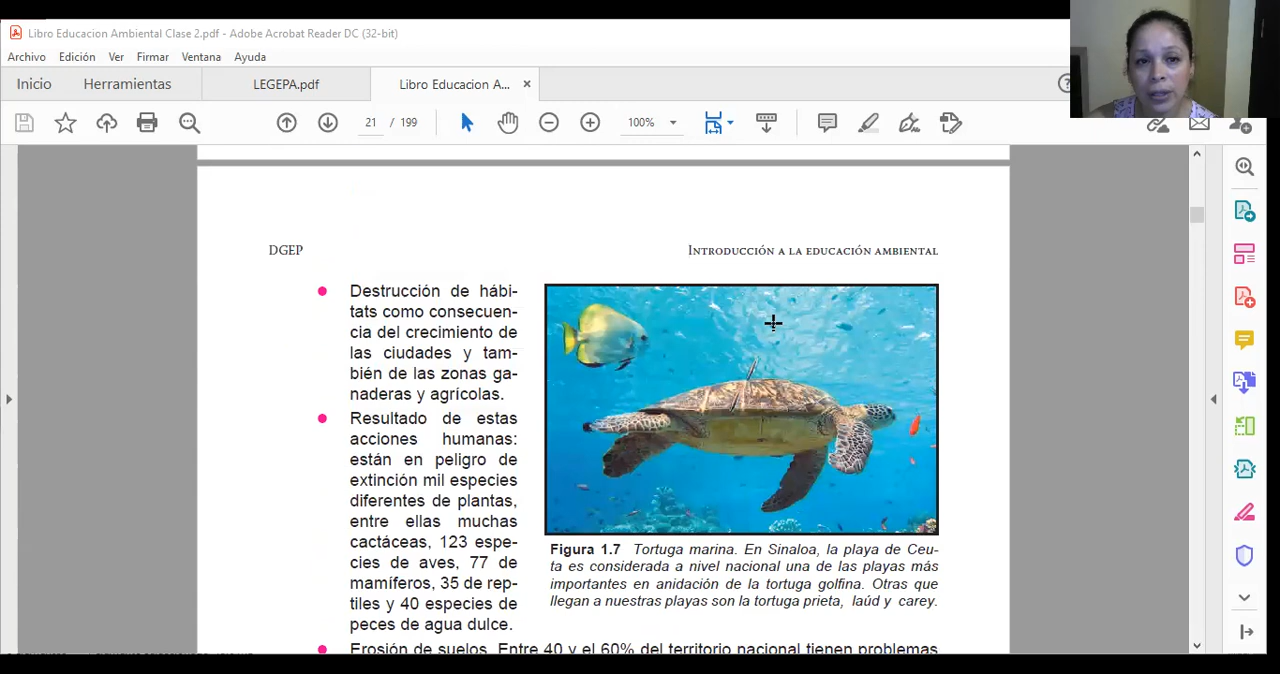 Libro Educacion Ambiental Clase 2.pdf - Adobe Acrobat Reader DC (32-bit)
Archivo Edición Ver Firmar Ventana Ayuda
Inicio Herramientas LEGEPA.pdf Libro Educacion A... ×
21 / 199 100%
DGEP INTRODUCCIÓN A LA EDUCACIÓN AMBIENTAL
Destrucción de hábi-
tats como consecuen-
cia del crecimiento de
las ciudades y tam-
bién de las zonas ga-
naderas y agrícolas.
Resultado de estas
acciones humanas:
están en peligro de
extinción mil especies
diferentes de plantas,
entre ellas muchas
cactáceas, 123 espe-
cies de aves, 77 de
mamíferos, 35 de rep-
tiles y 40 especies de
peces de agua dulce.
Figura 1.7 Tortuga marina. En Sinaloa, la playa de Ceu-
ta es considerada a nivel nacional una de las playas más
importantes en anidación de la tortuga golfina. Otras que
llegan a nuestras playas son la tortuga prieta, laúd y carey.
Erosión de suelos. Entre 40 y el 60% del territorio nacional tienen problemas